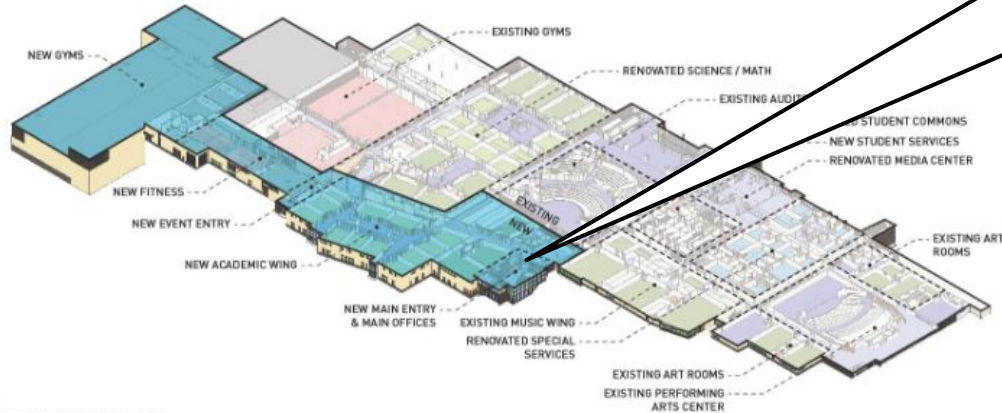 EXISTING GYMS
NEW GYMS
RENOVATED SCIENCE / MATH
EXISTING
STUDENT COMMONS
NEW STUDENT SERVICES
RENOVATED MEDIA CENTER
NEW FITNESS
EXISTING
NEW
NEW EVENT ENTRY
EXISTING ART
ROOMS
NEW ACADEMIC WING
NEW MAIN ENTRY
& MAIN OFFICES
EXISTING MUSIC WING
RENOVATED SPECIAL
SERVICES
EXISTING ART ROOMS
EXISTING PERFORMING
ARTS CENTER